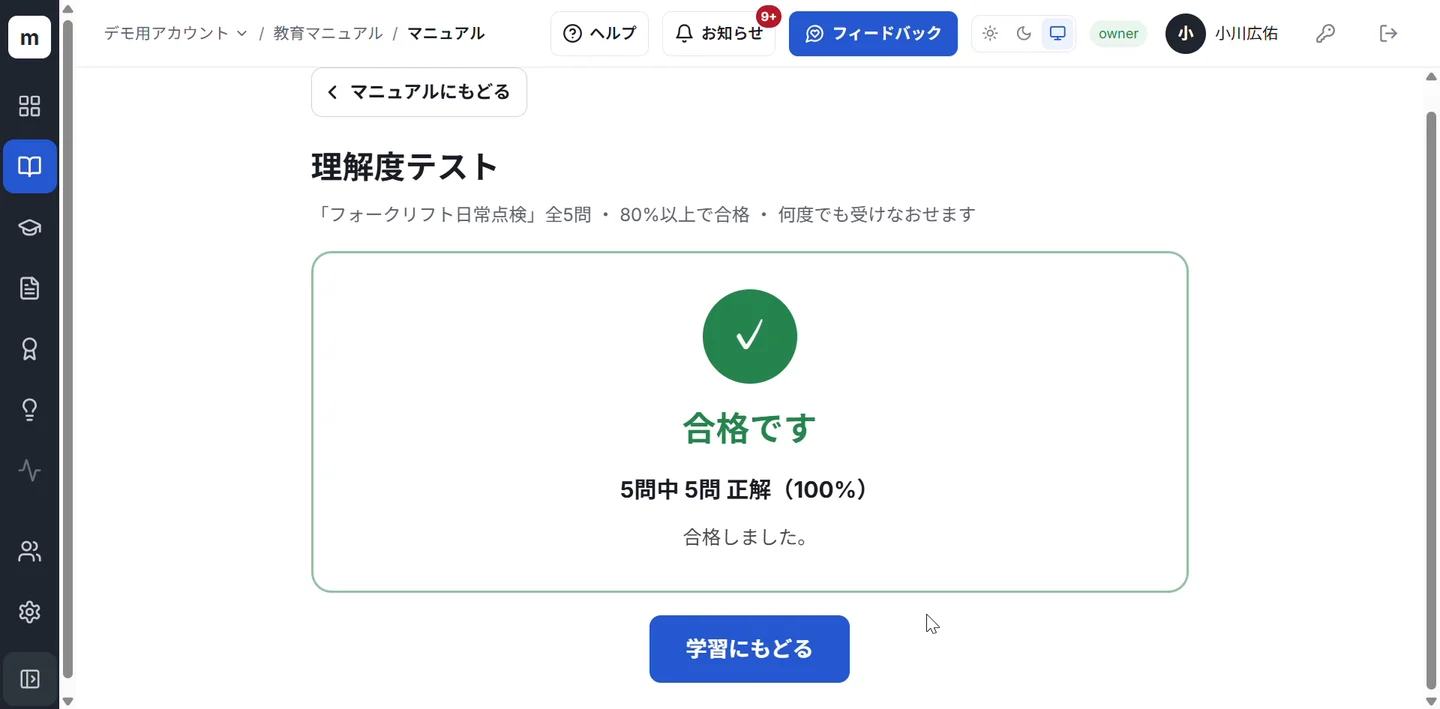 m
デモ用アカウント / 教育マニュアル / マニュアル
ヘルプ
お知らせ
9+
フィードバック
owner
小
小川広佑
マニュアルにもどる
理解度テスト
「フォークリフト日常点検」全5問 ・ 80%以上で合格 ・ 何度でも受けなおせます
合格です
5問中 5問 正解（100%）
合格しました。
学習にもどる